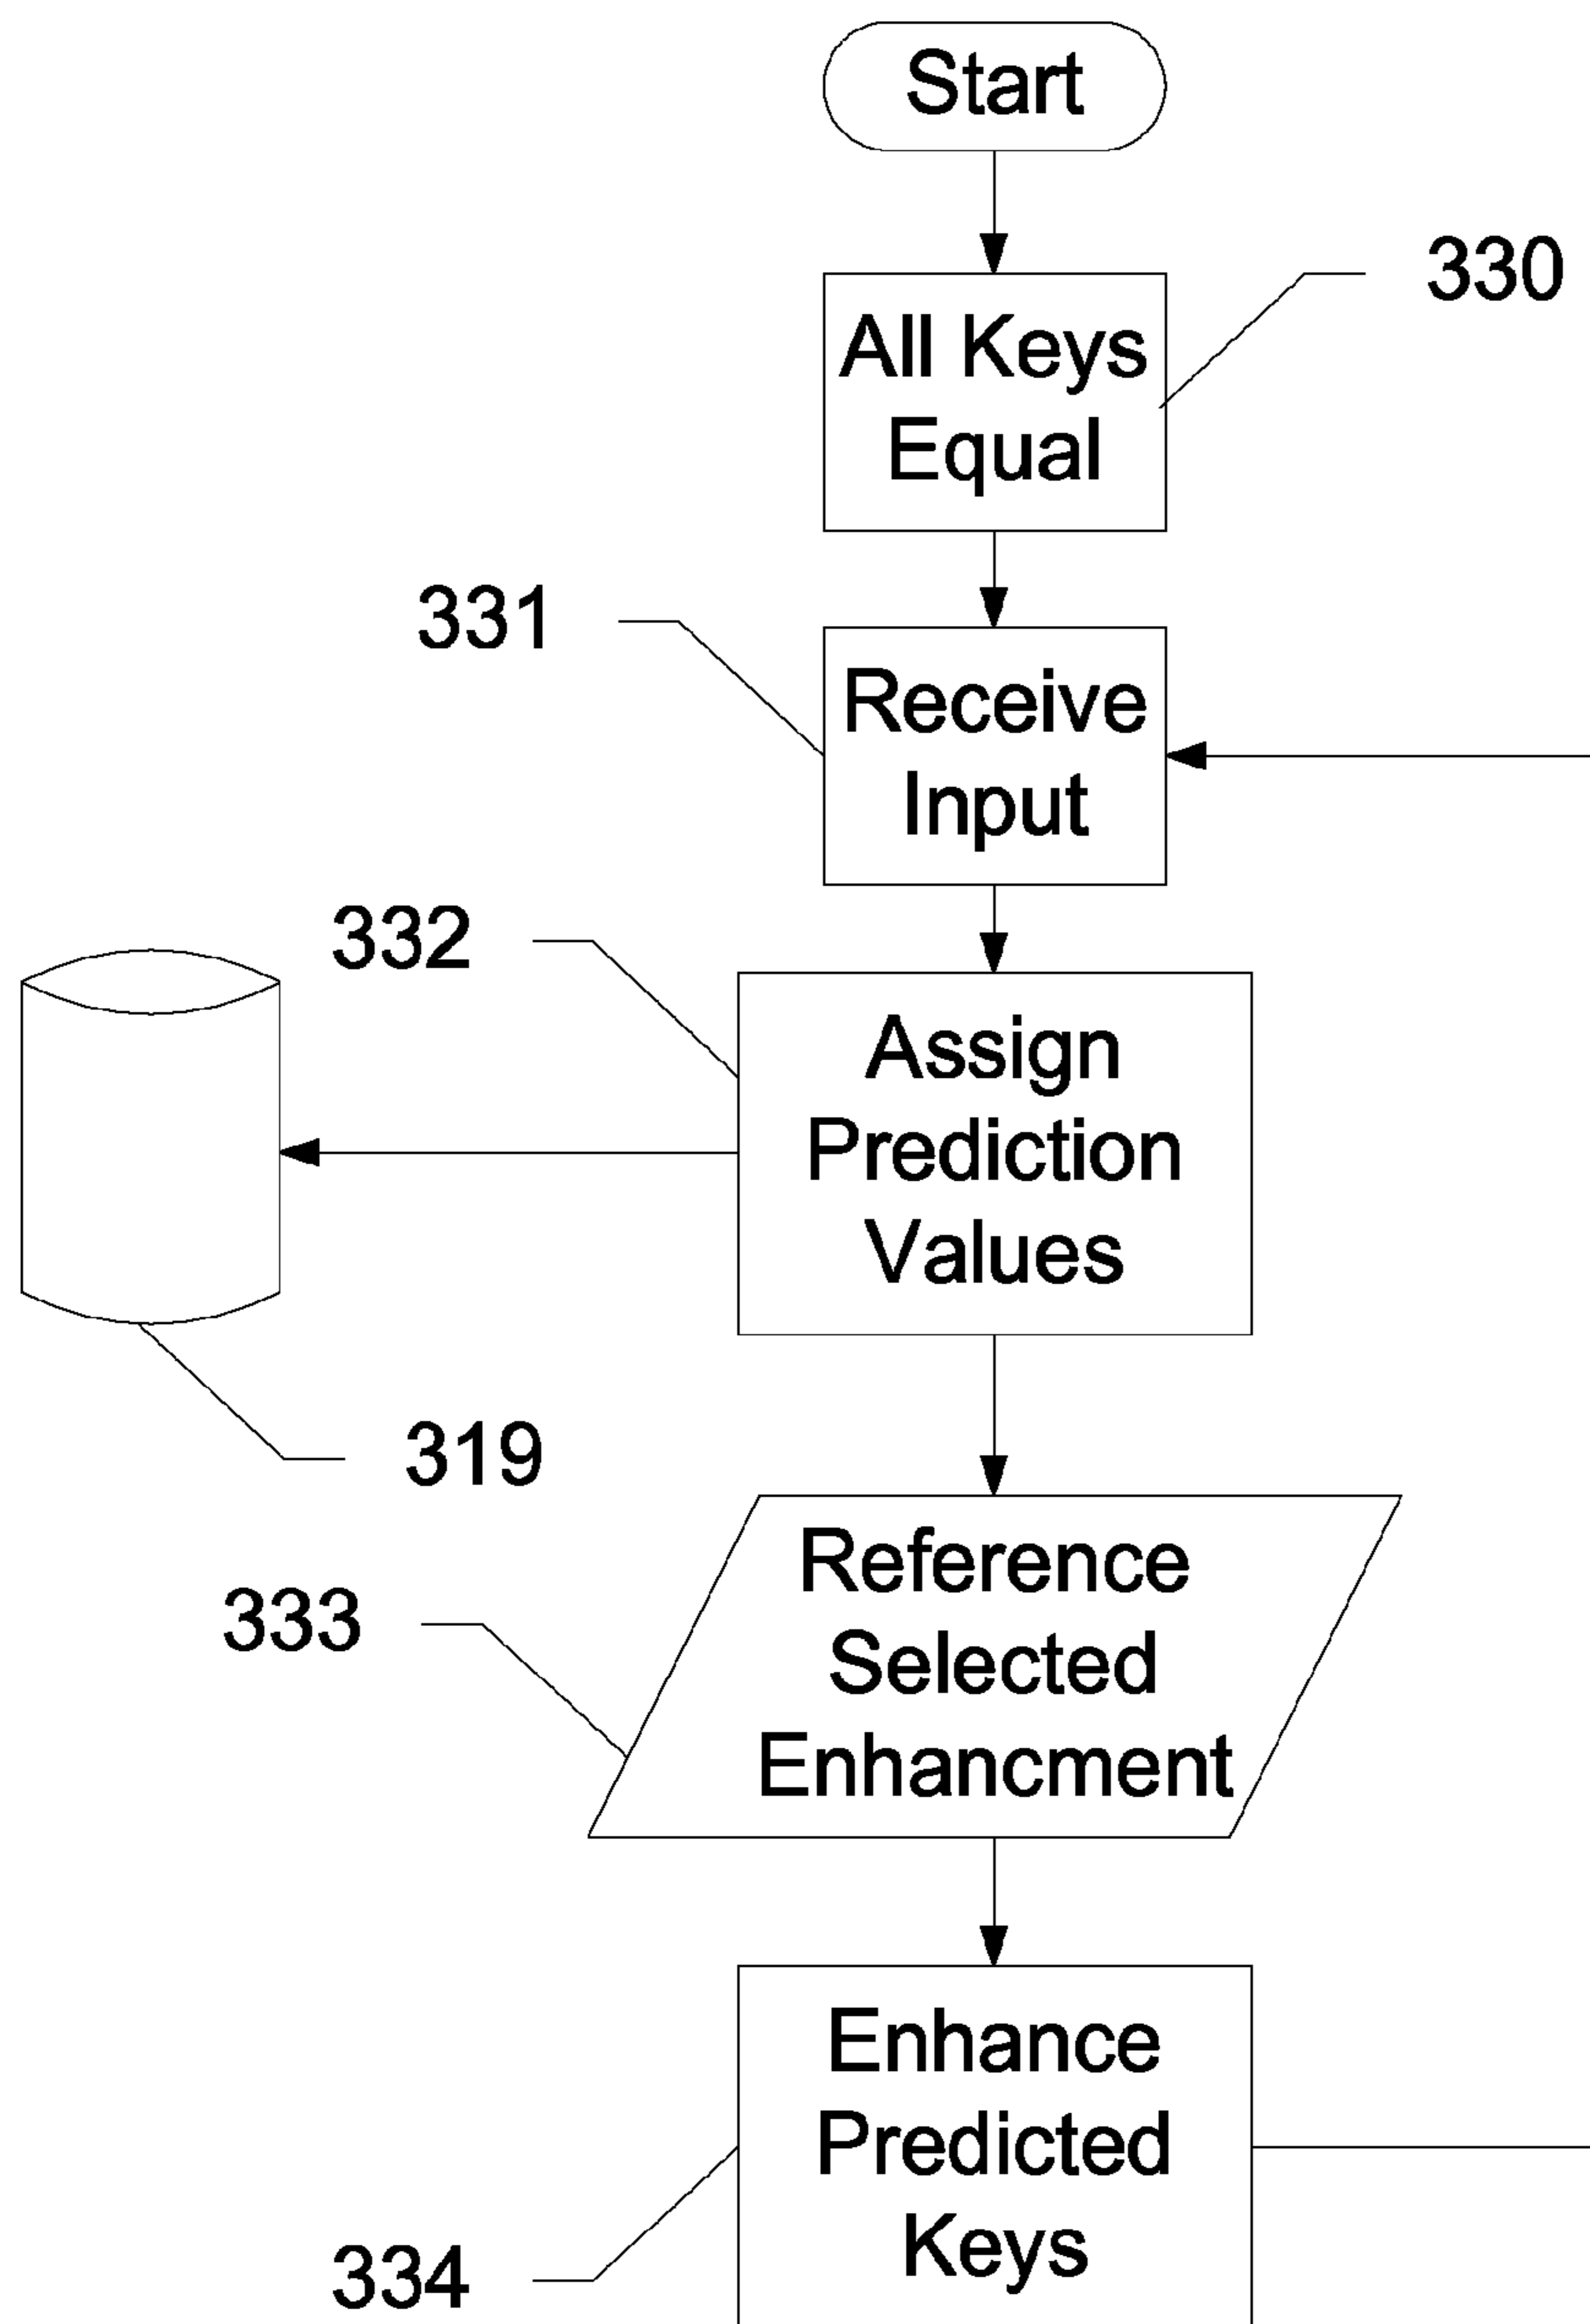 Start
330
All Keys
Equal
331
Receive
Input
332
Assign
Prediction
Values
319
Reference
Selected
Enhancment
333
Enhance
Predicted
Keys
334